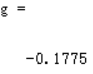 g =
-0.1775